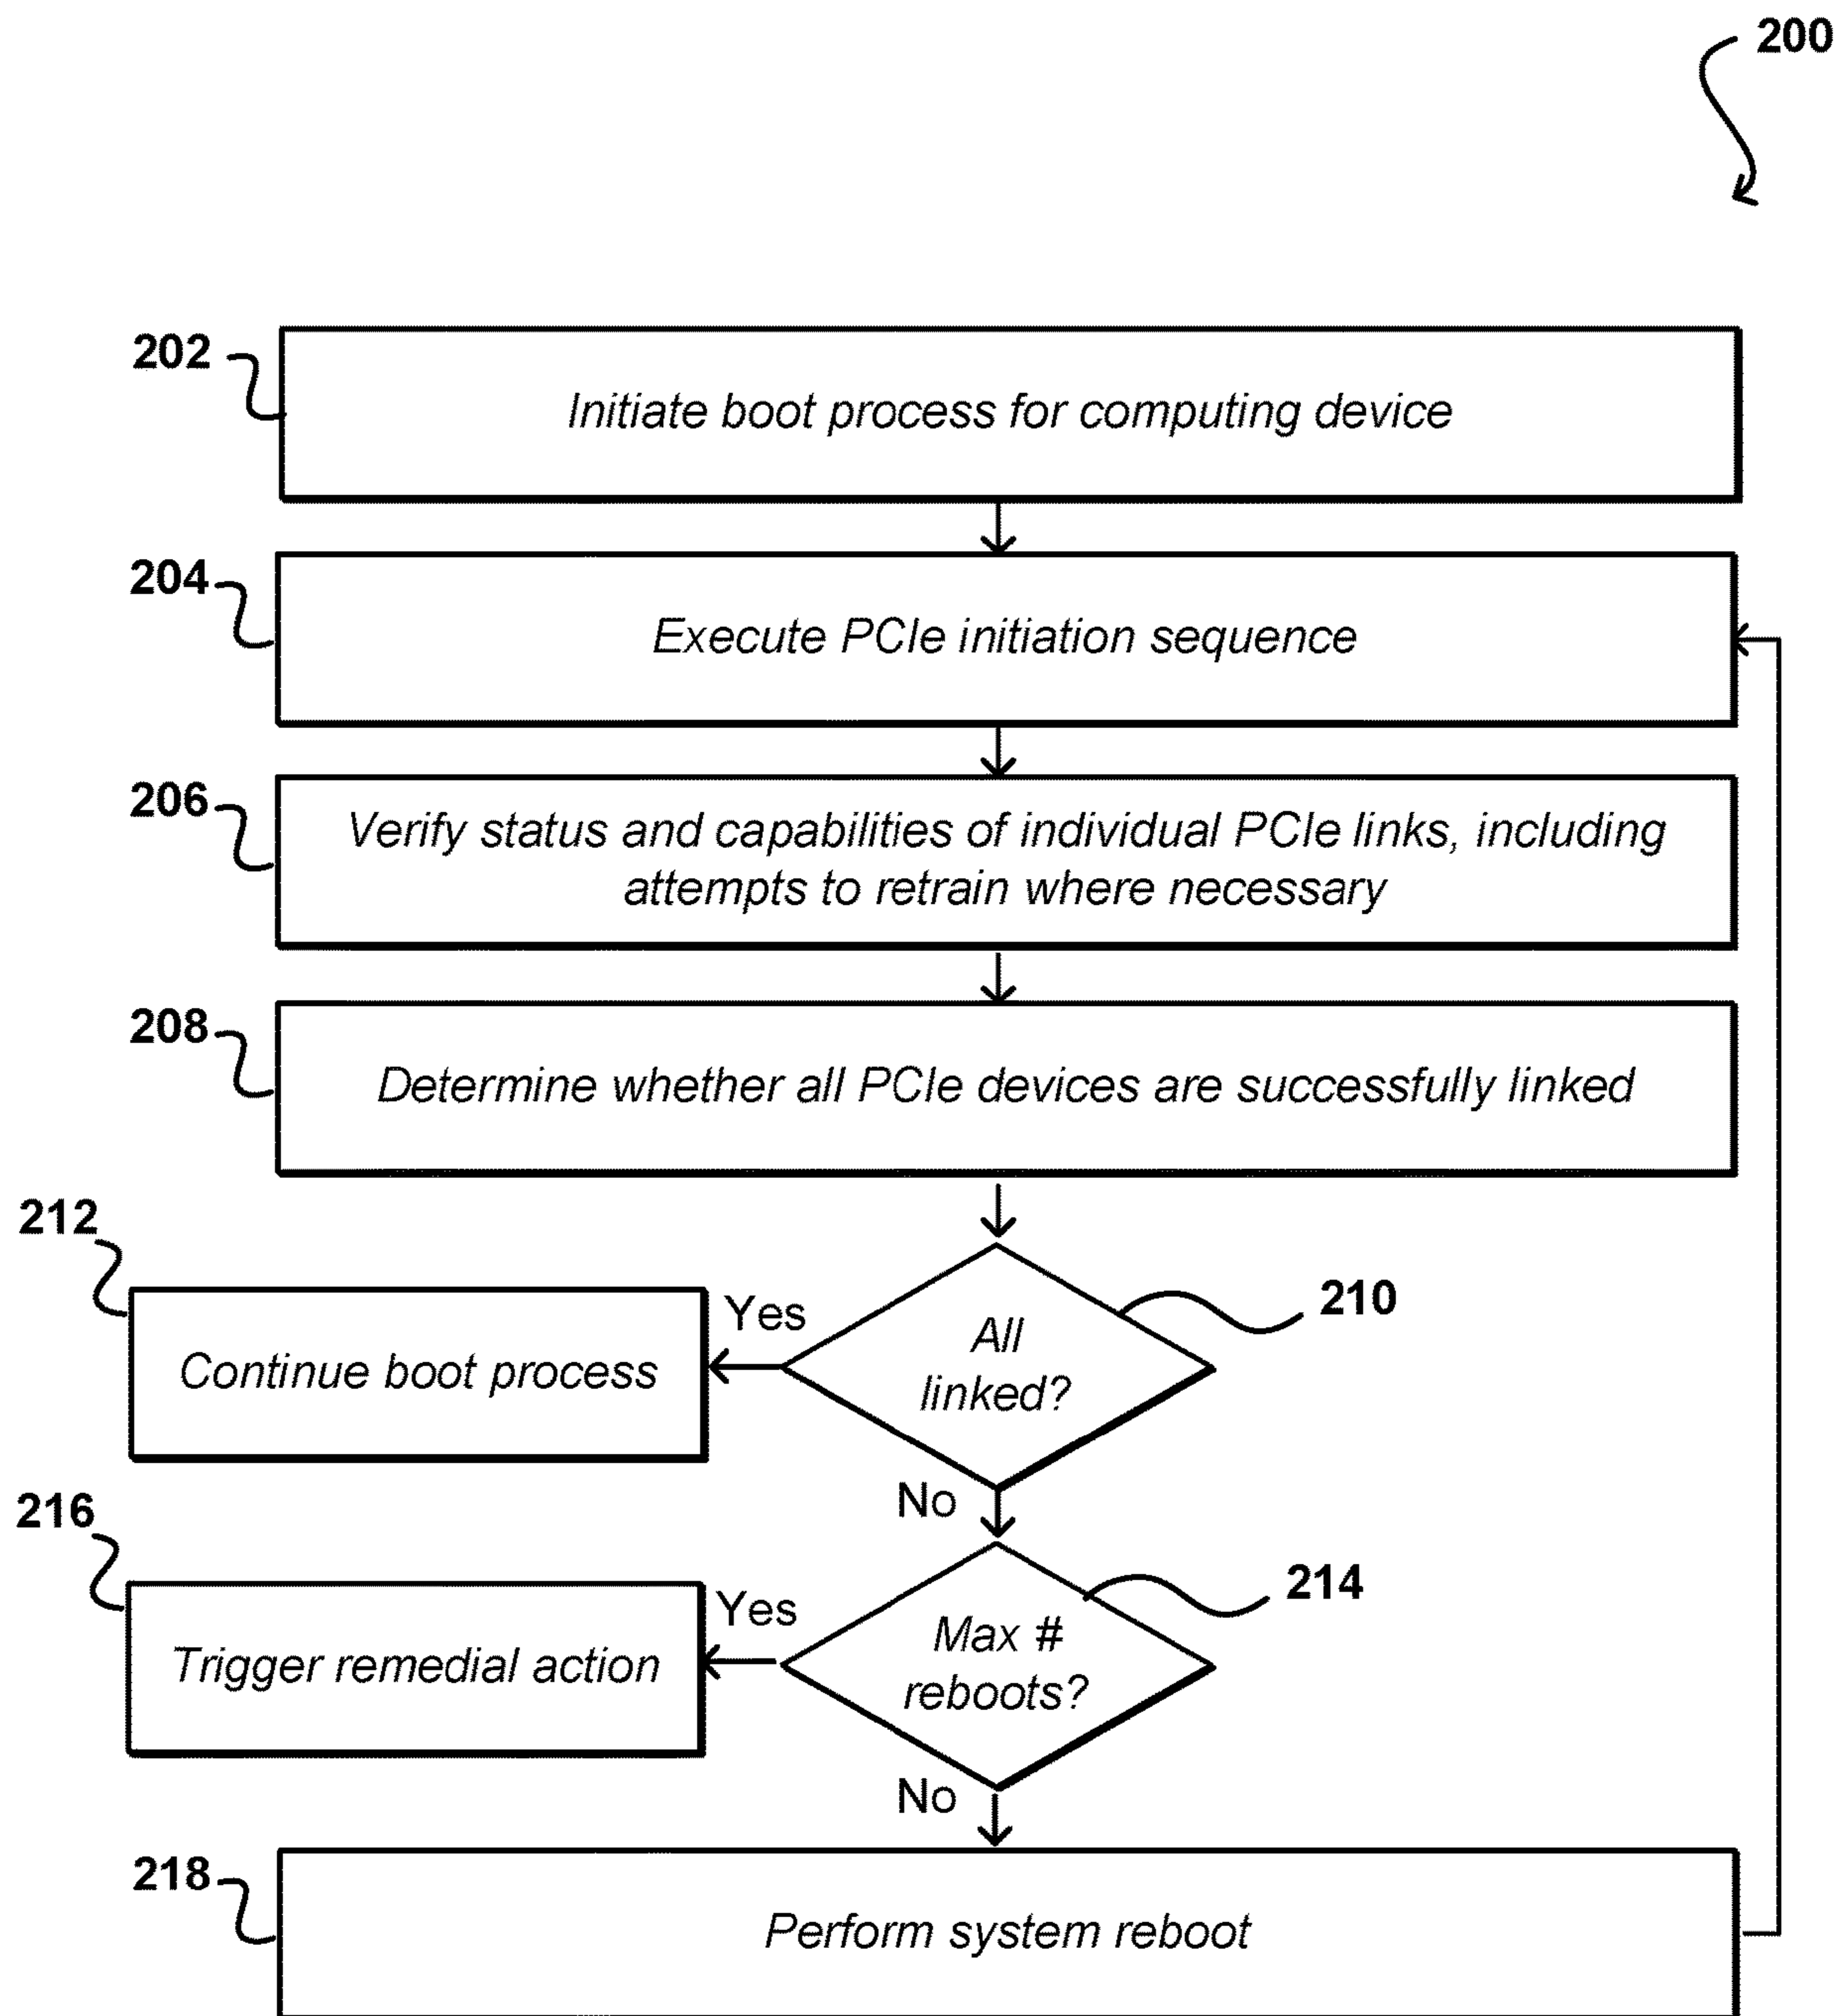 200
202
Initiate boot process for computing device
204
Execute PCIe initiation sequence
206
Verify status and capabilities of individual PCIe links, including
attempts to retrain where necessary
208
Determine whether all PCIe devices are successfully linked
212
Continue boot process
Yes
All
linked?
210
No
216
Trigger remedial action
Yes
Max #
reboots?
214
No
218
Perform system reboot